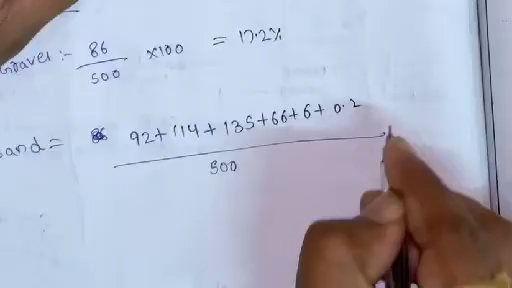 Gravel :- 86/500 ×100 = 17.2%
Sand = 92+114+135+66+6+0.2
500